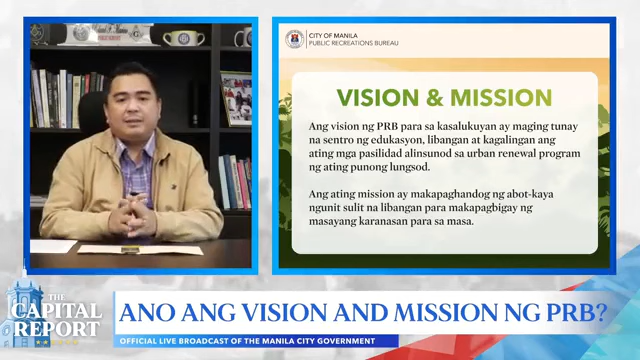 CITY OF MANILA
PUBLIC RECREATIONS BUREAU
VISION & MISSION
Ang vision ng PRB para sa kasalukuyan ay maging tunay
na sentro ng edukasyon, libangan at kagalingan ang
ating mga pasilidad alinsunod sa urban renewal program
ng ating punong lungsod.
Ang ating mission ay makapaghandog ng abot-kaya
ngunit sulit na libangan para makapagbigay ng
masayang karanasan para sa masa.
THE
CAPITAL
REPORT
ANO ANG VISION AND MISSION NG PRB?
OFFICIAL LIVE BROADCAST OF THE MANILA CITY GOVERNMENT
THE
CAPITAL
REPORT